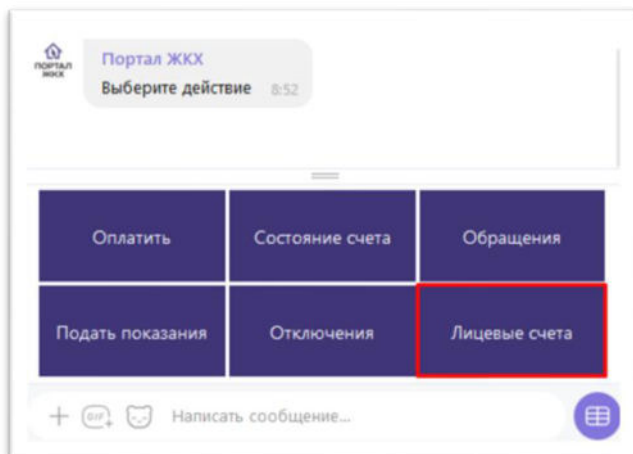 Портал ЖКХ
ПОРТАЛ
ЖКХ
Выберите действие 8:52
Оплатить Состояние счета Обращения
Подать показания Отключения Лицевые счета
GIF Написать сообщение...